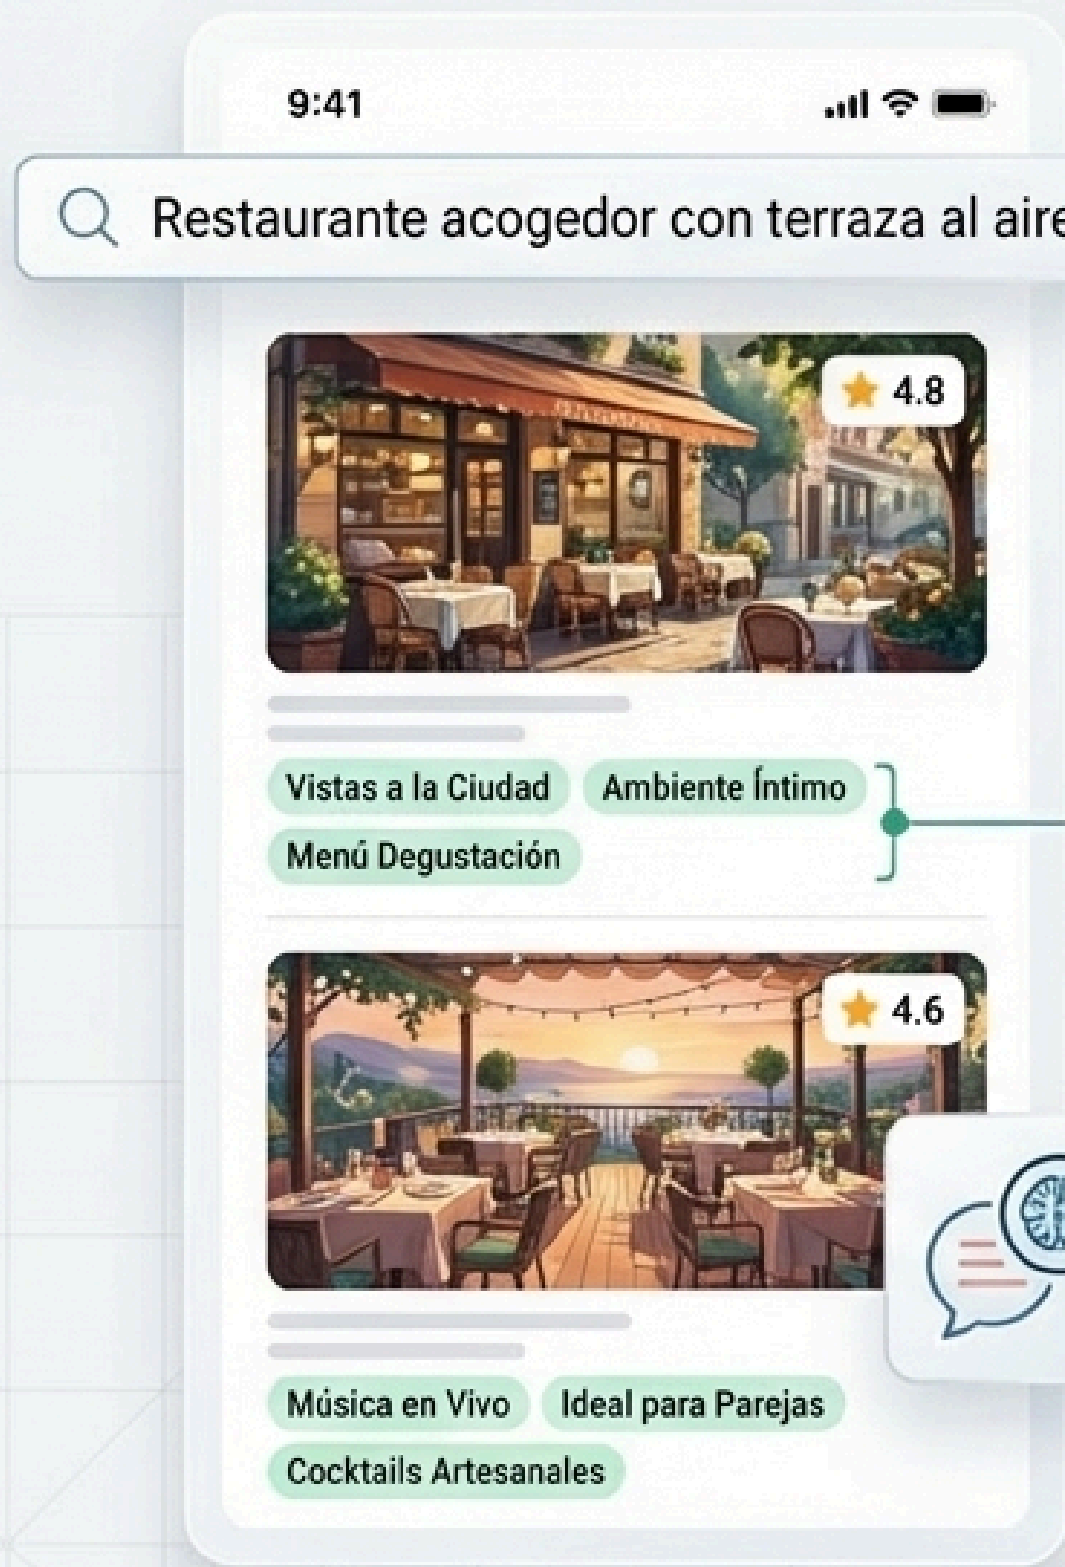 9:41
Restaurante acogedor con terraza al aire
4.8
Vistas a la Ciudad Ambiente Íntimo
Menú Degustación
4.6
Música en Vivo Ideal para Parejas
Cocktails Artesanales